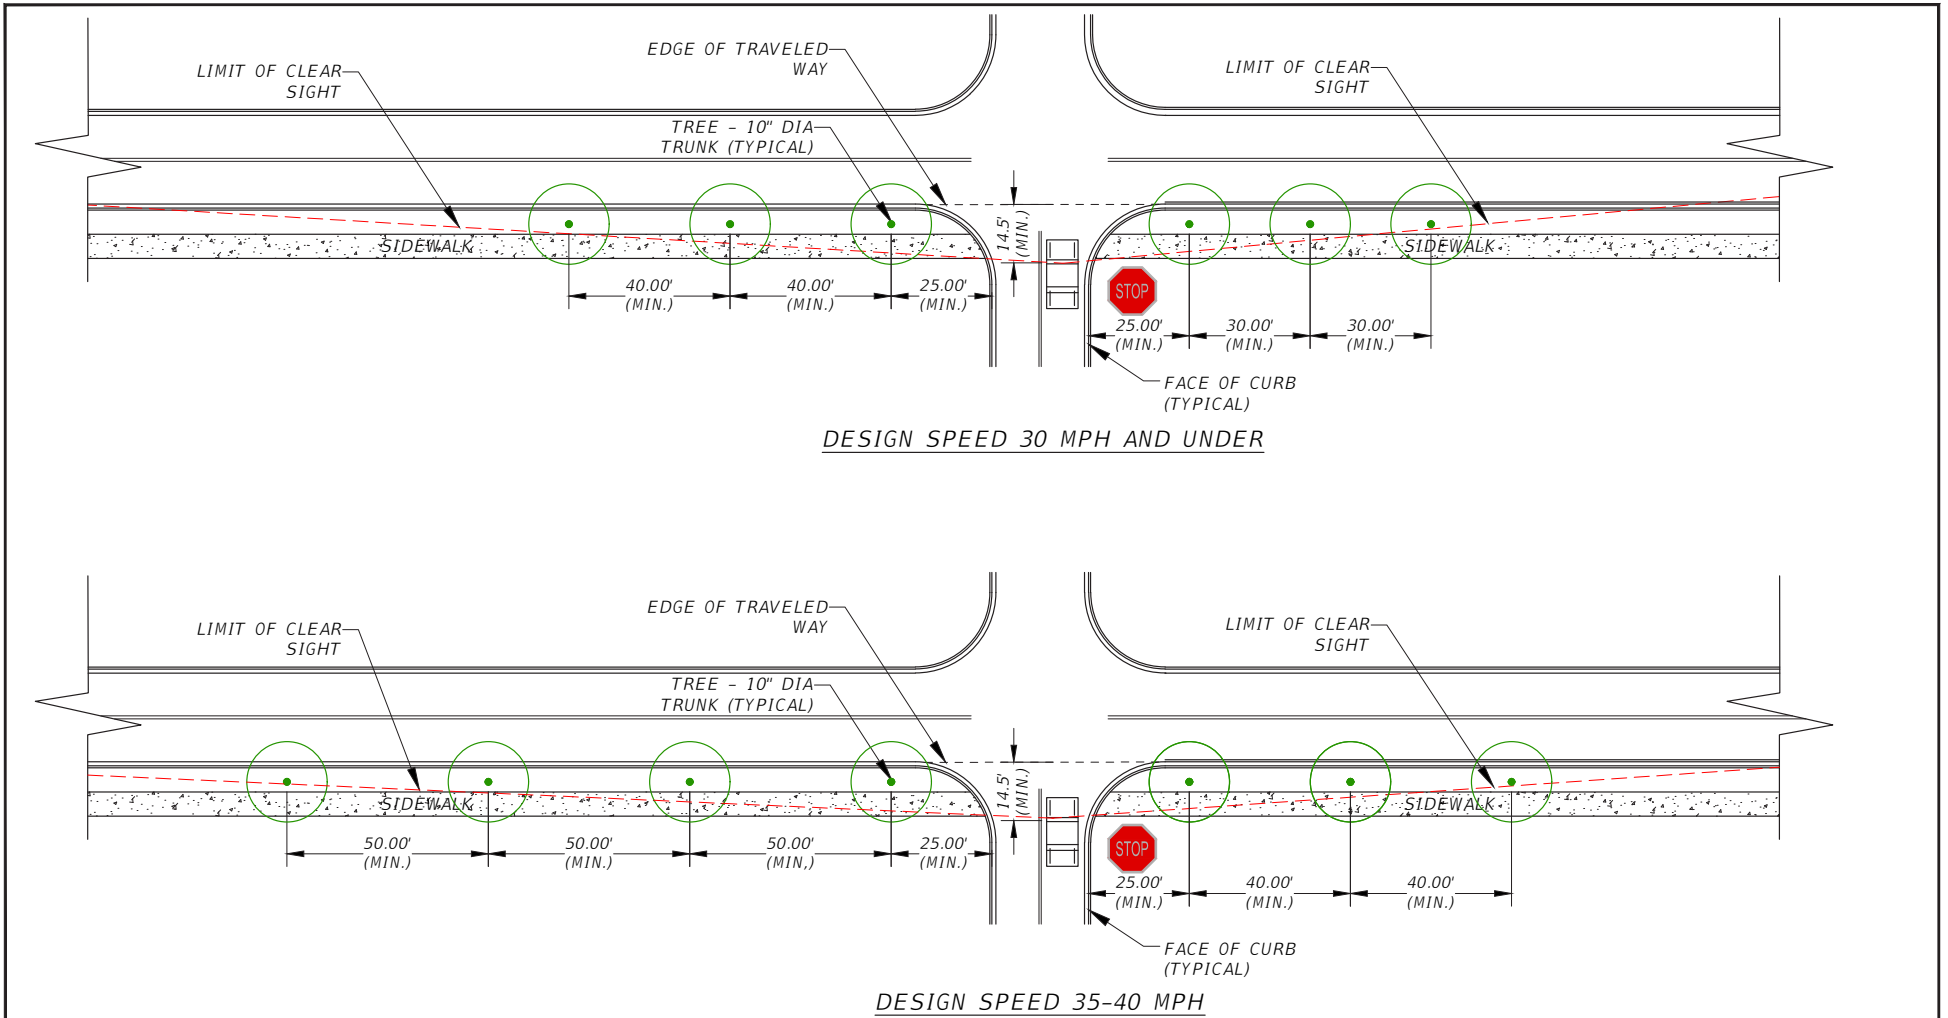 EDGE OF TRAVELED
WAY
LIMIT OF CLEAR
SIGHT
LIMIT OF CLEAR
SIGHT
TREE - 10" DIA
TRUNK (TYPICAL)
14.5'
(MIN.)
SIDEWALK
SIDEWALK
40.00'
(MIN.)
40.00'
(MIN.)
25.00'
(MIN.)
STOP
25.00'
(MIN.)
30.00'
(MIN.)
30.00'
(MIN.)
FACE OF CURB
(TYPICAL)
DESIGN SPEED 30 MPH AND UNDER
EDGE OF TRAVELED
WAY
LIMIT OF CLEAR
SIGHT
LIMIT OF CLEAR
SIGHT
TREE - 10" DIA
TRUNK (TYPICAL)
14.5'
(MIN.)
SIDEWALK
SIDEWALK
50.00'
(MIN.)
50.00'
(MIN.)
50.00'
(MIN,)
25.00'
(MIN.)
STOP
25.00'
(MIN.)
40.00'
(MIN.)
40.00'
(MIN.)
FACE OF CURB
(TYPICAL)
DESIGN SPEED 35-40 MPH